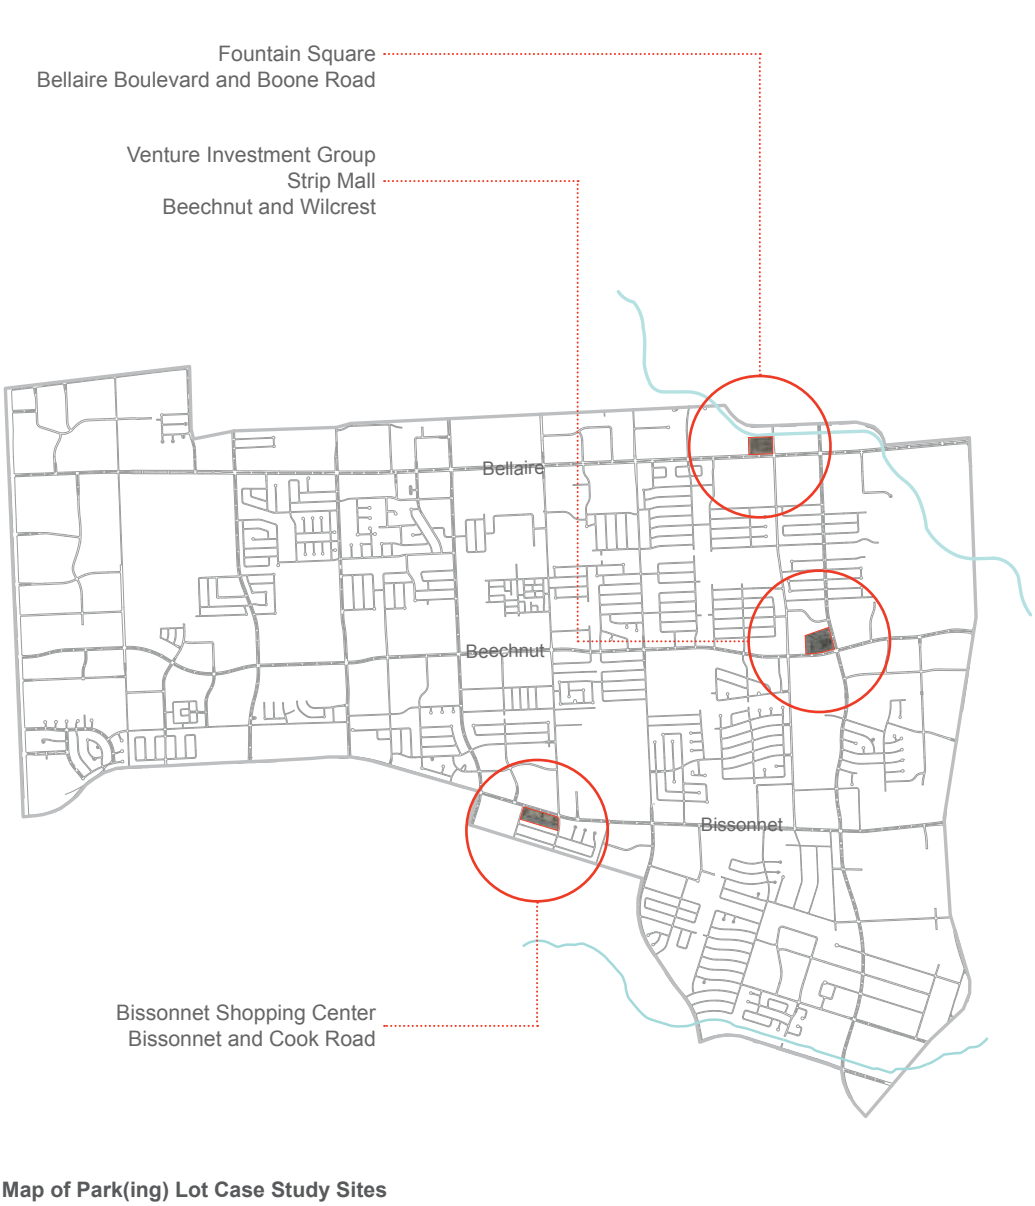 Fountain Square
Bellaire Boulevard and Boone Road
Venture Investment Group
Strip Mall
Beechnut and Wilcrest
Bellaire
Beechnut
Bissonnet
Bissonnet Shopping Center
Bissonnet and Cook Road
Map of Park(ing) Lot Case Study Sites